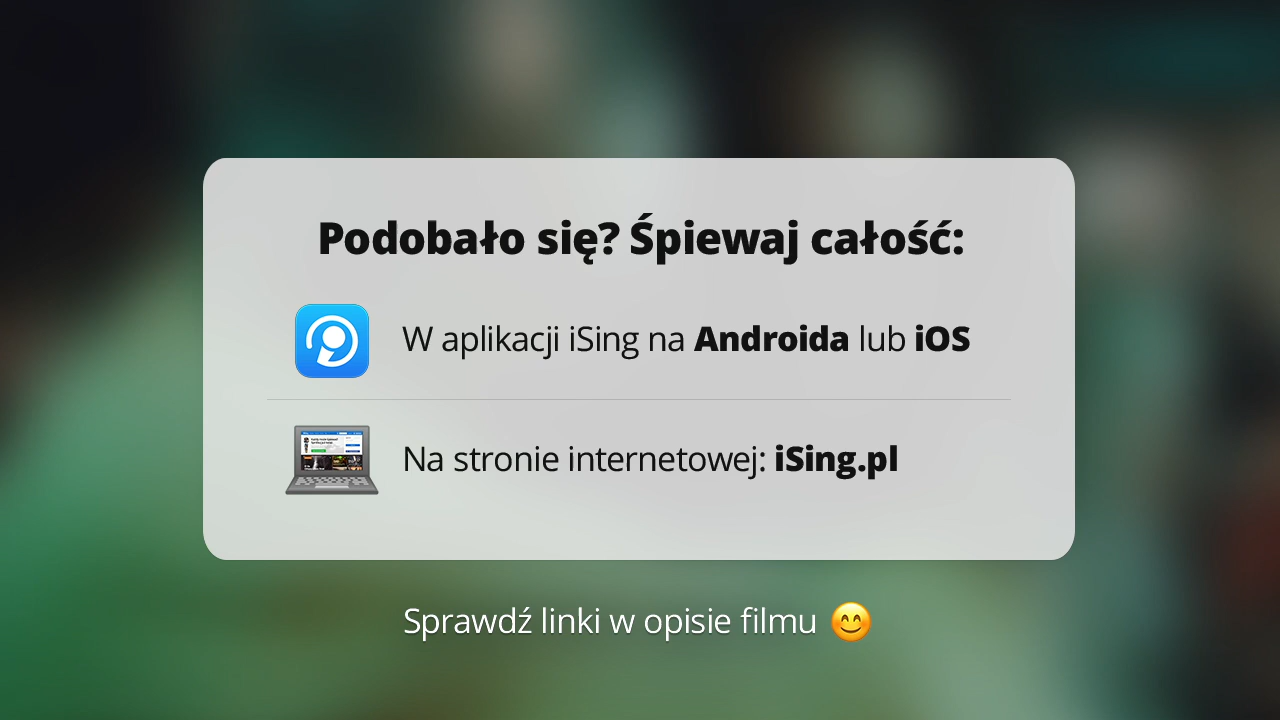 Podobało się? Śpiewaj całość:
W aplikacji iSing na Androida lub iOS
Na stronie internetowej: iSing.pl
Sprawdź linki w opisie filmu 😊